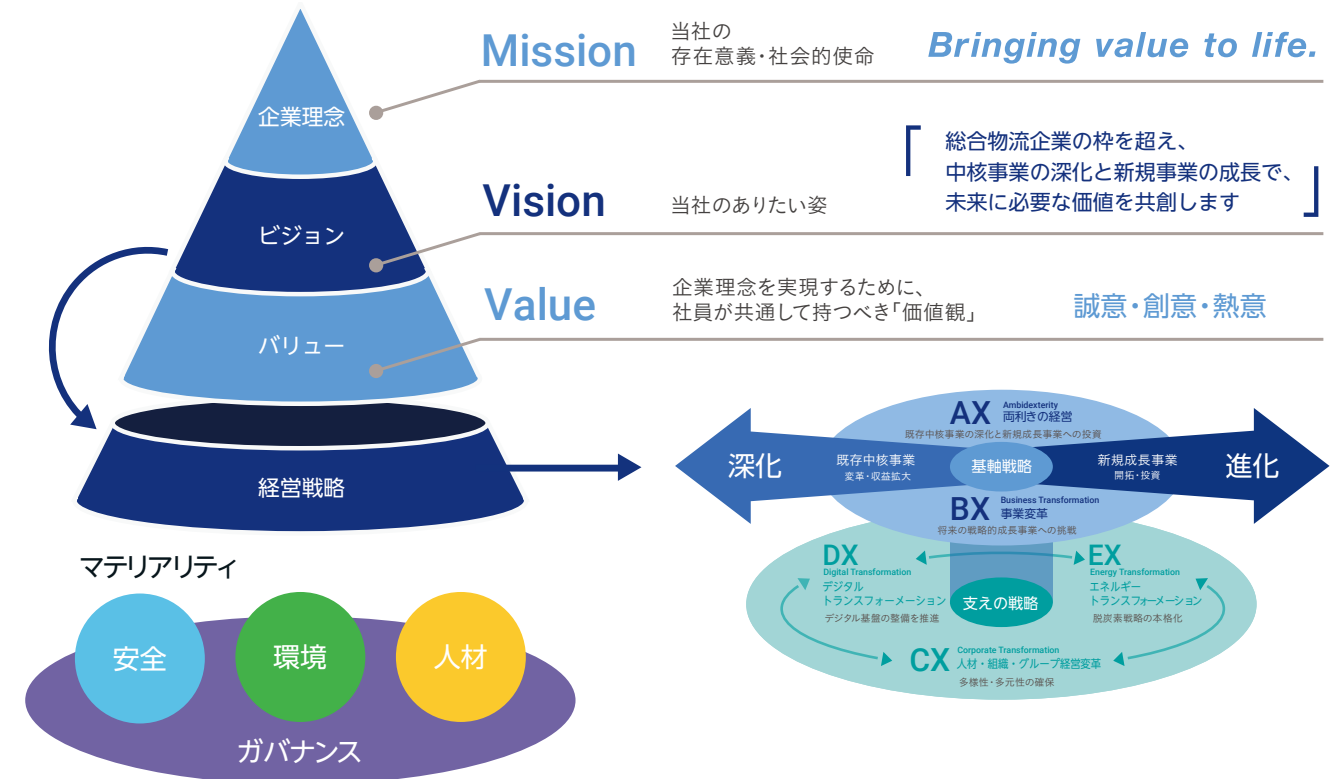 企業理念
ビジョン
バリュー
経営戦略
Mission
当社の
存在意義・社会的使命
Bringing value to life.
Vision
当社のありたい姿
「総合物流企業の枠を超え、
中核事業の深化と新規事業の成長で、
未来に必要な価値を共創します」
Value
企業理念を実現するために、
社員が共通して持つべき「価値観」
誠意・創意・熱意
AX
Ambidexterity
両利きの経営
既存中核事業の深化と新規成長事業への投資
深化
既存中核事業
変革・収益拡大
基軸戦略
新規成長事業
開拓・投資
進化
BX
Business Transformation
事業変革
将来の戦略的成長事業への挑戦
DX
Digital Transformation
デジタル
トランスフォーメーション
デジタル基盤の整備を推進
支えの戦略
EX
Energy Transformation
エネルギー
トランスフォーメーション
脱炭素戦略の本格化
CX
Corporate Transformation
人材・組織・グループ経営変革
多様性・多元性の確保
マテリアリティ
安全
環境
人材
ガバナンス